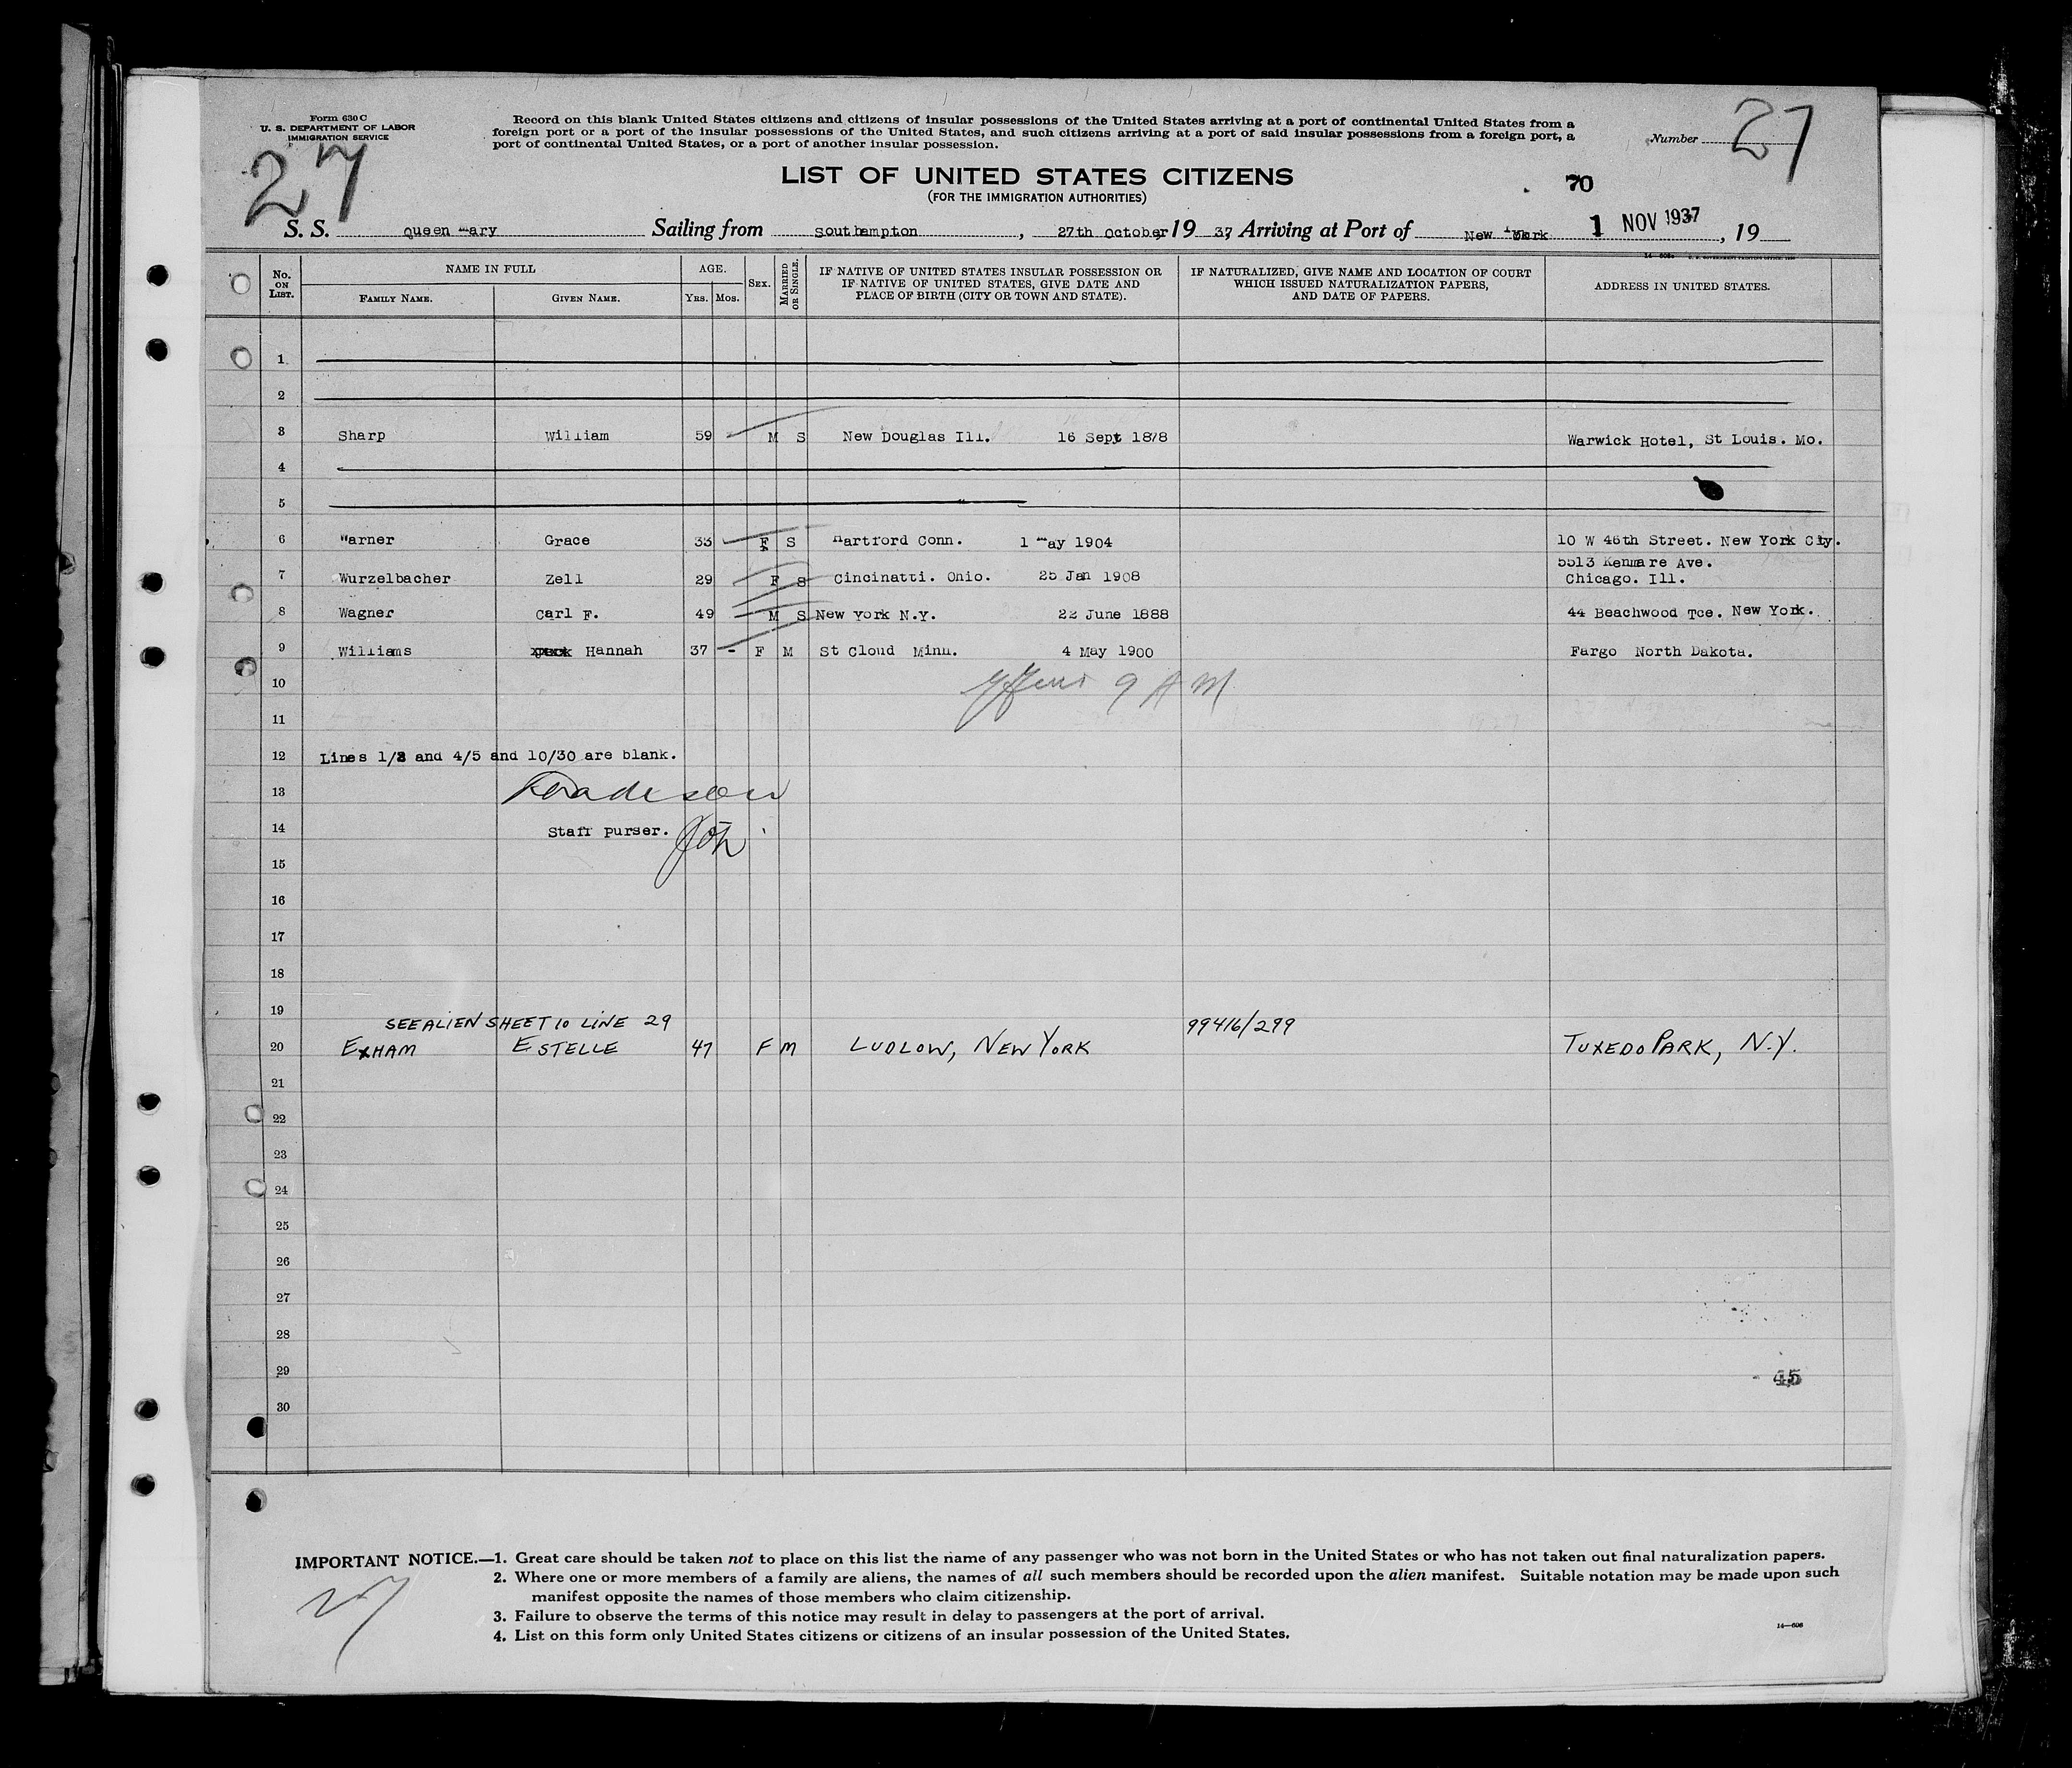 Form 630 C
U. S. DEPARTMENT OF LABOR
IMMIGRATION SERVICE
Record on this blank United States citizens and citizens of insular possessions of the United States arriving at a port of continental United States from a
foreign port or a port of the insular possessions of the United States, and such citizens arriving at a port of said insular possessions from a foreign port, a
port of continental United States, or a port of another insular possession.
Number 27
27
LIST OF UNITED STATES CITIZENS
(FOR THE IMMIGRATION AUTHORITIES)
70
S. S. Queen Mary Sailing from Southampton, 27th October 19 37, Arriving at Port of New York 1 NOV 1937, 19
No. ON LIST. NAME IN FULL FAMILY NAME. GIVEN NAME. AGE. YRS. MOS. SEX. MARRIED OR SINGLE. IF NATIVE OF UNITED STATES INSULAR POSSESSION OR IF NATIVE OF UNITED STATES, GIVE DATE AND PLACE OF BIRTH (CITY OR TOWN AND STATE). IF NATURALIZED, GIVE NAME AND LOCATION OF COURT WHICH ISSUED NATURALIZATION PAPERS, AND DATE OF PAPERS. ADDRESS IN UNITED STATES.
1
2
3 Sharp William 59 M S New Douglas Ill. 16 Sept 1878 Warwick Hotel, St Louis. Mo.
4
5
6 Warner Grace 33 F S Hartford Conn. 1 May 1904 10 W 46th Street. New York City.
7 Wurzelbacher Zell 29 F S Cincinatti. Ohio. 25 Jan 1908 5513 Kenmare Ave. Chicago. Ill.
8 Wagner Carl F. 49 M S New York N.Y. 22 June 1888 44 Beachwood Tce. New York.
9 Williams Hannah 37 - F M St Cloud Minn. 4 May 1900 Fargo North Dakota.
10 9 A M
11
12 Lines 1/2 and 4/5 and 10/30 are blank.
13
14 Staff purser.
15
16
17
18
19
SEE ALIEN SHEET 10 LINE 29 99416/299
20 EXHAM ESTELLE 47 F M LUDLOW, NEW YORK TUXEDO PARK, N.Y.
21
22
23
24
25
26
27
28
29 45
30
IMPORTANT NOTICE.—1. Great care should be taken not to place on this list the name of any passenger who was not born in the United States or who has not taken out final naturalization papers.
2. Where one or more members of a family are aliens, the names of all such members should be recorded upon the alien manifest. Suitable notation may be made upon such
manifest opposite the names of those members who claim citizenship.
3. Failure to observe the terms of this notice may result in delay to passengers at the port of arrival.
4. List on this form only United States citizens or citizens of an insular possession of the United States.
27
14—606